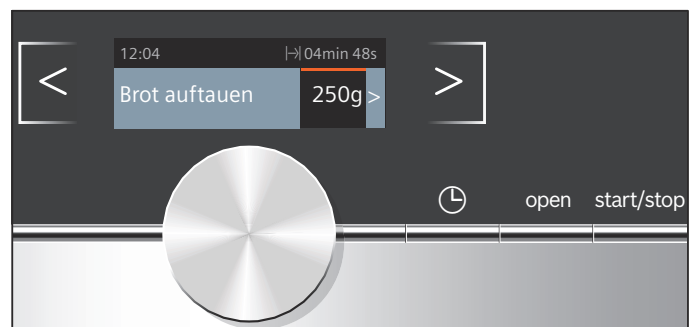 12:04 |→| 04min 48s
Brot auftauen 250g >
< >
open start/stop